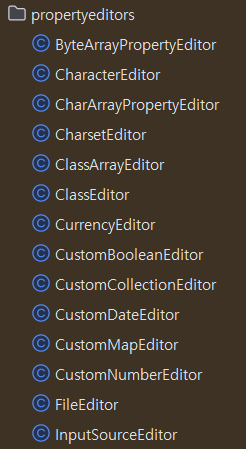 propertyeditors
ByteArrayPropertyEditor
CharacterEditor
CharArrayPropertyEditor
CharsetEditor
ClassArrayEditor
ClassEditor
CurrencyEditor
CustomBooleanEditor
CustomCollectionEditor
CustomDateEditor
CustomMapEditor
CustomNumberEditor
FileEditor
InputSourceEditor